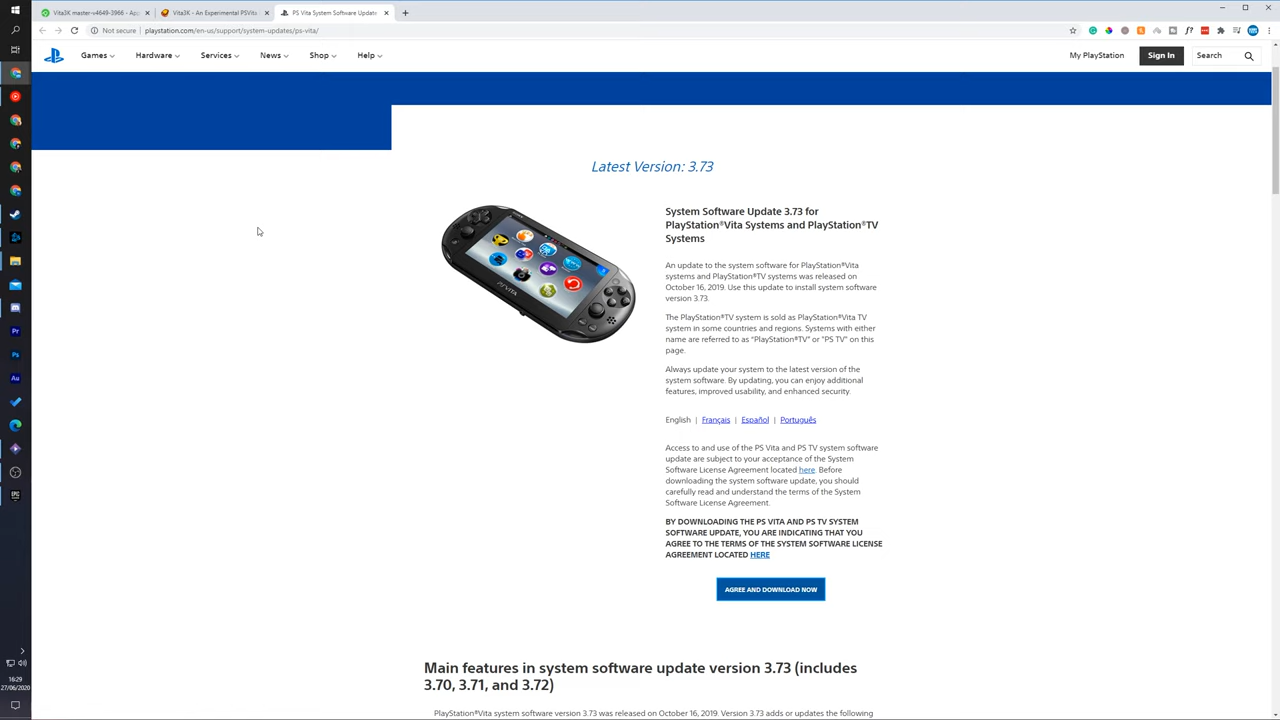 Vita3K master-v4649-3966 - App
Vita3K - An Experimental PSVita
PS Vita System Software Update
Not secure
playstation.com/en-us/support/system-updates/ps-vita/
Games
Hardware
Services
News
Shop
Help
My PlayStation
Sign In
Search
Latest Version: 3.73
PSVITA
System Software Update 3.73 for
PlayStation®Vita Systems and PlayStation®TV
Systems
An update to the system software for PlayStation®Vita
systems and PlayStation®TV systems was released on
October 16, 2019. Use this update to install system software
version 3.73.
The PlayStation®TV system is sold as PlayStation®Vita TV
system in some countries and regions. Systems with either
name are referred to as "PlayStation®TV" or "PS TV" on this
page.
Always update your system to the latest version of the
system software. By updating, you can enjoy additional
features, improved usability, and enhanced security.
English | Français | Español | Português
Access to and use of the PS Vita and PS TV system software
update are subject to your acceptance of the System
Software License Agreement located here. Before
downloading the system software update, you should
carefully read and understand the terms of the System
Software License Agreement.
BY DOWNLOADING THE PS VITA AND PS TV SYSTEM
SOFTWARE UPDATE, YOU ARE INDICATING THAT YOU
AGREE TO THE TERMS OF THE SYSTEM SOFTWARE LICENSE
AGREEMENT LOCATED HERE
AGREE AND DOWNLOAD NOW
Main features in system software update version 3.73 (includes
3.70, 3.71, and 3.72)
PlayStation®Vita system software version 3.73 was released on October 16, 2019. Version 3.73 adds or updates the following
Pr
Ps
Au
EPIC
16:29
27/06/2020